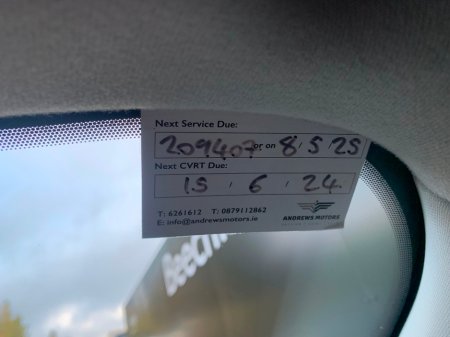 Next Service Due:
209407 or on 8/5/25
Next CVRT Due:
15 / 6 / 24
T: 6261612 T: 0879112862
E: info@andrewsmotors.ie
ANDREWS MOTORS